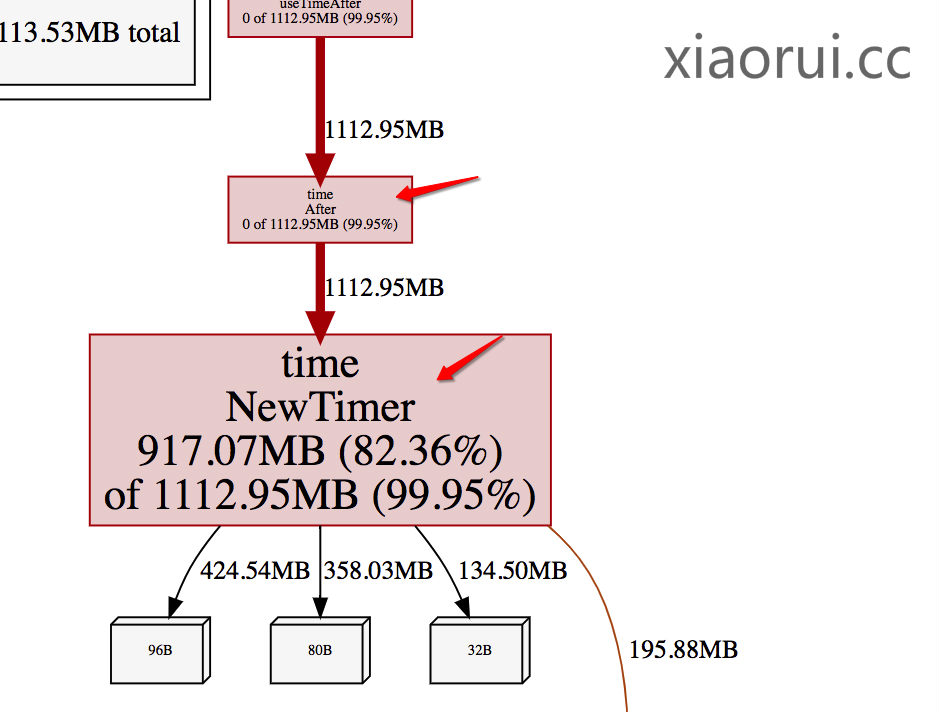 useTimeAfter
0 of 1112.95MB (99.95%)
113.53MB total
xiaorui.cc
1112.95MB
time
After
0 of 1112.95MB (99.95%)
1112.95MB
time
NewTimer
917.07MB (82.36%)
of 1112.95MB (99.95%)
424.54MB
358.03MB
134.50MB
96B
80B
32B
195.88MB